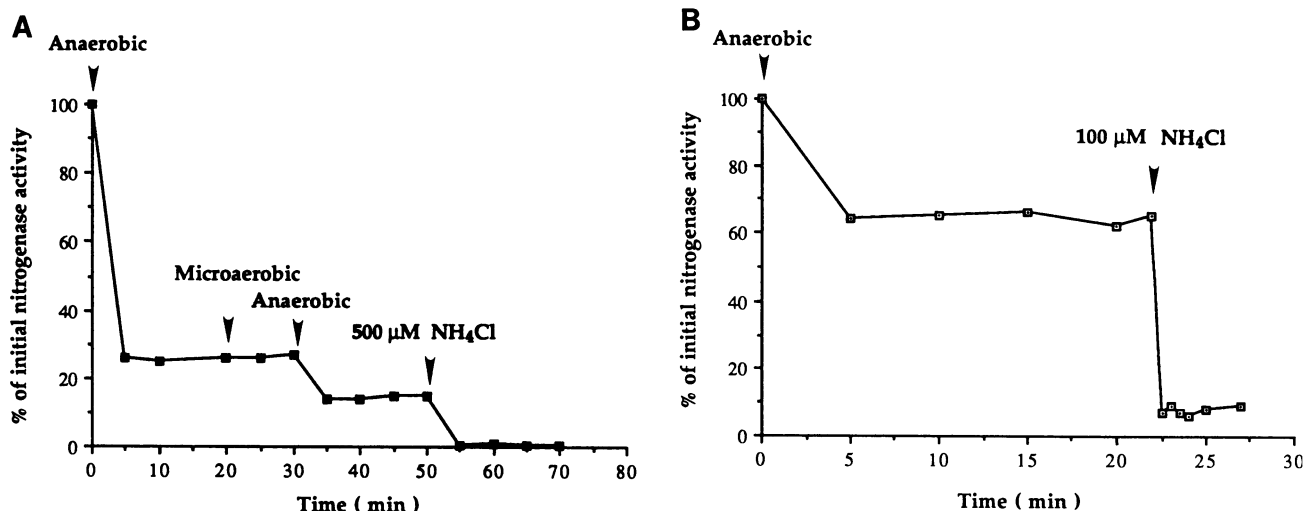 A
Anaerobic
% of initial nitrogenase activity
100
80
60
40
20
0
Microaerobic
Anaerobic
500 µM NH₄Cl
0 10 20 30 40 50 60 70 80
Time ( min )
B
Anaerobic
% of initial nitrogenase activity
100
80
60
40
20
0
100 µM NH₄Cl
0 5 10 15 20 25 30
Time ( min )